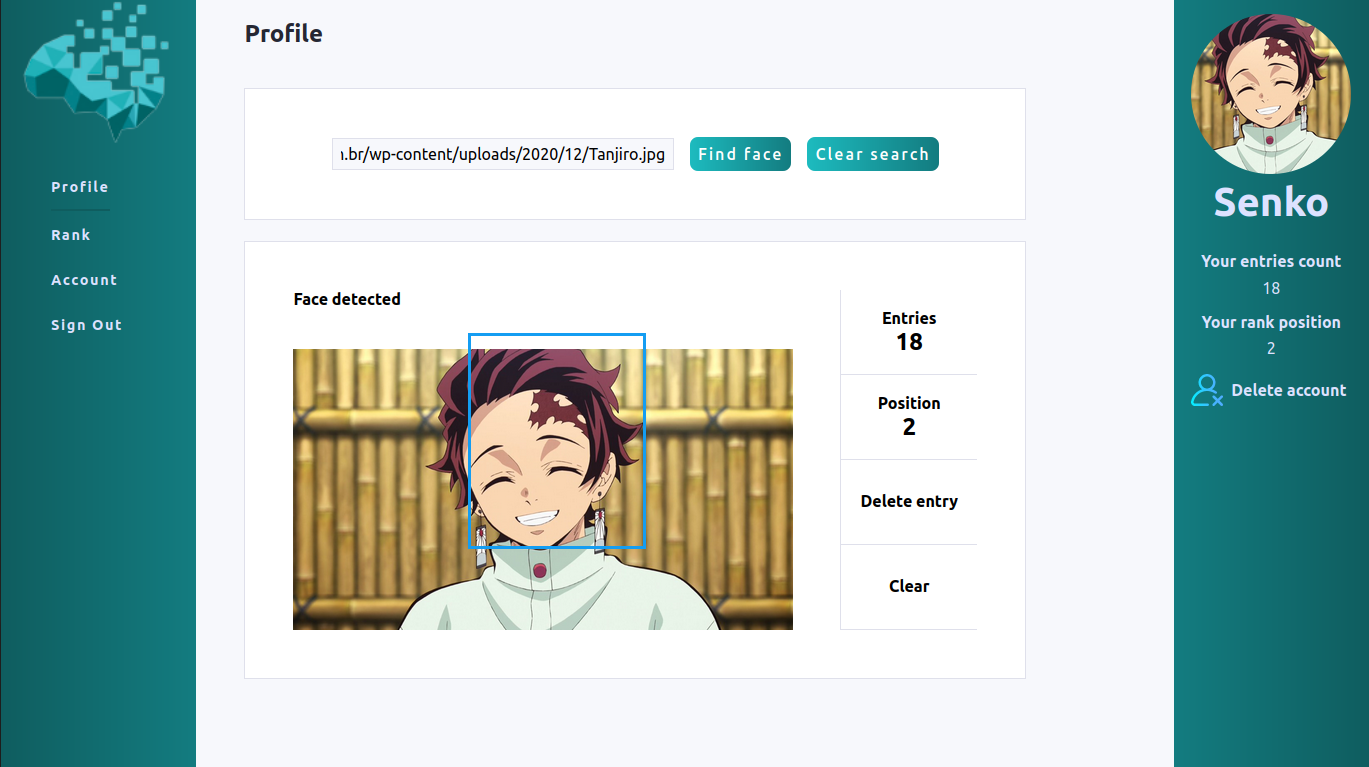 Profile
Rank
Account
Sign Out
Profile
.br/wp-content/uploads/2020/12/Tanjiro.jpg
Find face
Clear search
Face detected
Entries
18
Position
2
Delete entry
Clear
Senko
Your entries count
18
Your rank position
2
Delete account